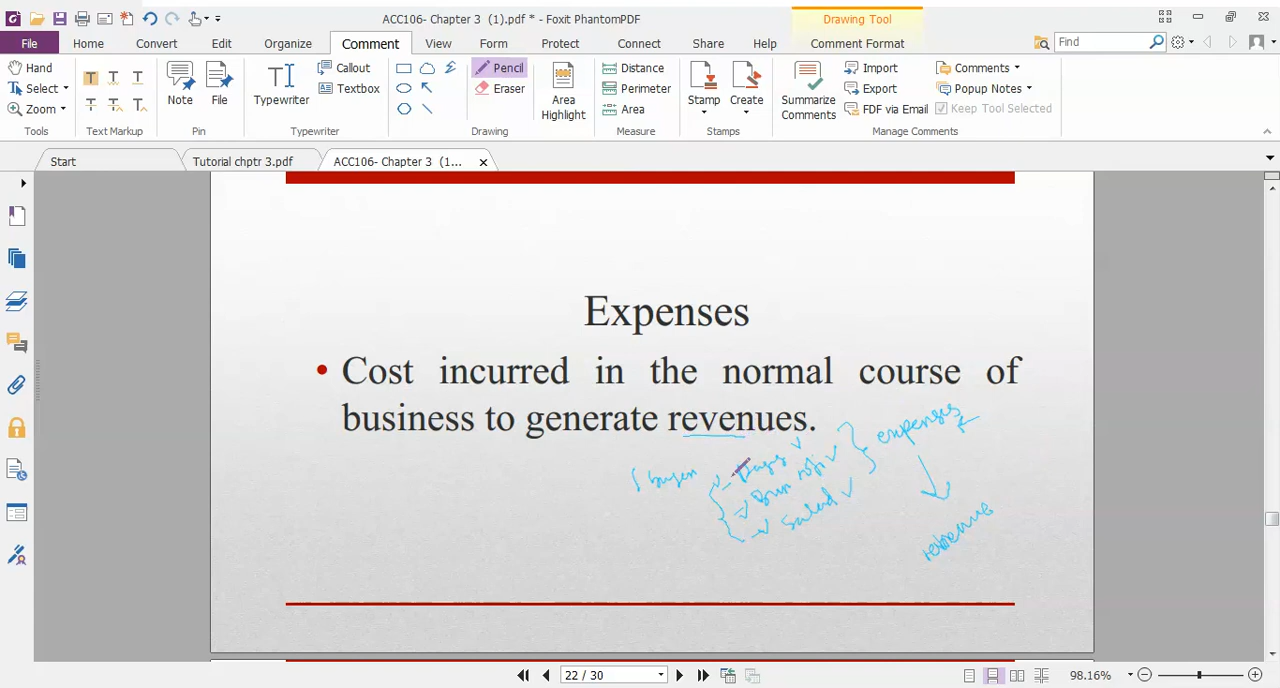 ACC106- Chapter 3 (1).pdf * - Foxit PhantomPDF
Drawing Tool
File Home Convert Edit Organize Comment View Form Protect Connect Share Help Comment Format Find
Hand
Select
Zoom
Tools
T T T
T T T
Text Markup
Note
File
Pin
Typewriter
Callout
Textbox
Typewriter
Pencil
Eraser
Drawing
Area Highlight
Distance
Perimeter
Area
Measure
Stamp
Create
Stamps
Summarize Comments
Import
Export
FDF via Email
Comments
Popup Notes
Keep Tool Selected
Manage Comments
Start Tutorial chptr 3.pdf ACC106- Chapter 3 (1...
Expenses
• Cost incurred in the normal course of
business to generate revenues.
expenses
revenue
22 / 30
98.16%